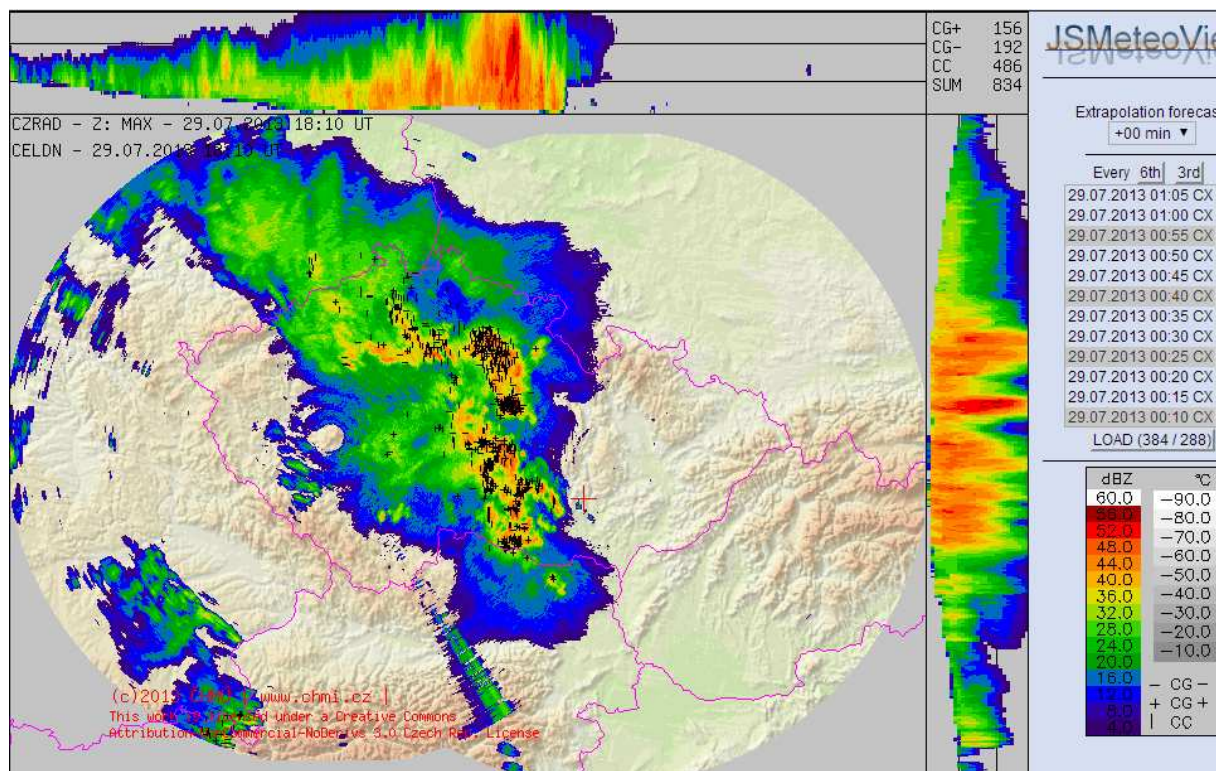 CG+ 156
CG- 192
CC 486
SUM 834
CZRAD - Z: MAX - 29.07.2013 18:10 UT
CELDN - 29.07.2013 UT
JSMeteoVie
Extrapolation forecas
+00 min ▼
Every 6th 3rd
29.07.2013 01:05 CX
29.07.2013 01:00 CX
29.07.2013 00:55 CX
29.07.2013 00:50 CX
29.07.2013 00:45 CX
29.07.2013 00:40 CX
29.07.2013 00:35 CX
29.07.2013 00:30 CX
29.07.2013 00:25 CX
29.07.2013 00:20 CX
29.07.2013 00:15 CX
29.07.2013 00:10 CX
LOAD (384 / 288)
dBZ °C
60.0 -90.0
56.0 -80.0
52.0 -70.0
48.0 -60.0
44.0 -50.0
40.0 -40.0
36.0 -30.0
32.0 -20.0
28.0 -10.0
24.0
20.0
16.0
12.0
8.0
4.0
- CG -
+ CG +
| CC
(c)201 | www.chmi.cz |
This work is under a Creative Commons
3.0 Czech License